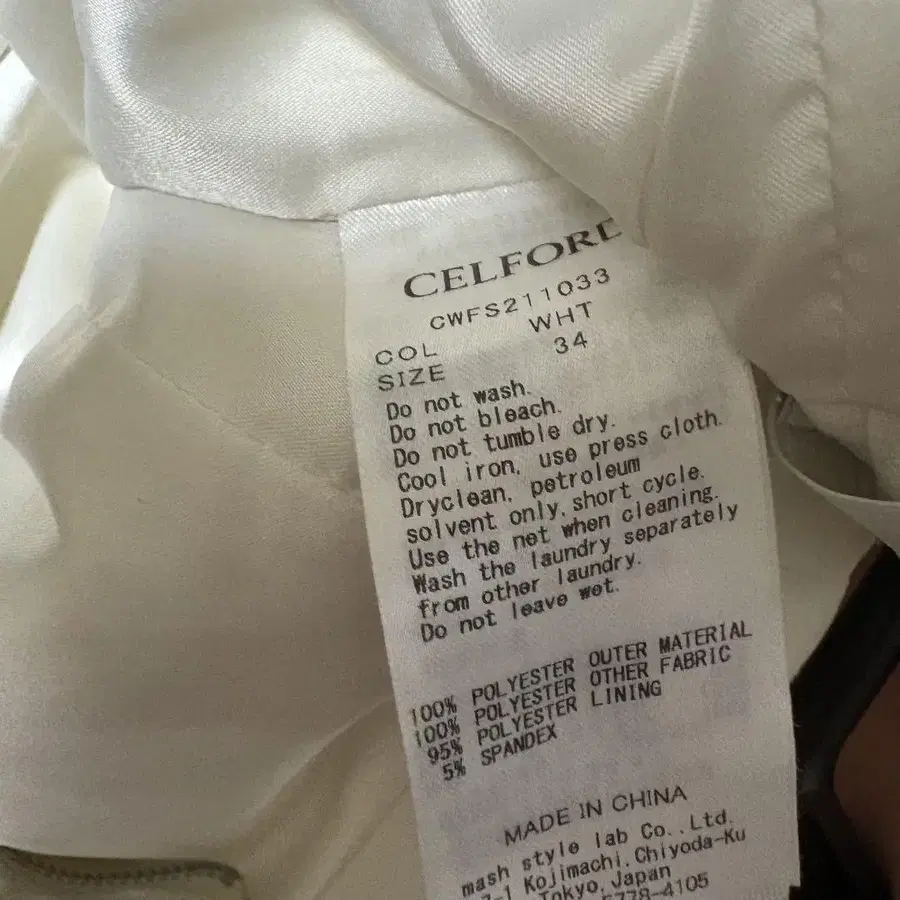 CELFORD
CWFS211033
COL WHT
SIZE 34
Do not wash.
Do not bleach.
Do not tumble dry.
Cool iron, use press cloth.
Dryclean, petroleum
solvent only, short cycle.
Use the net when cleaning.
Wash the laundry separately
from other laundry.
Do not leave wet.
100% POLYESTER OUTER MATERIAL
100% POLYESTER OTHER FABRIC
95% POLYESTER LINING
5% SPANDEX
MADE IN CHINA
mash style lab Co., Ltd.
Kojimachi, Chiyoda-Ku
Tokyo, Japan
5778-4105